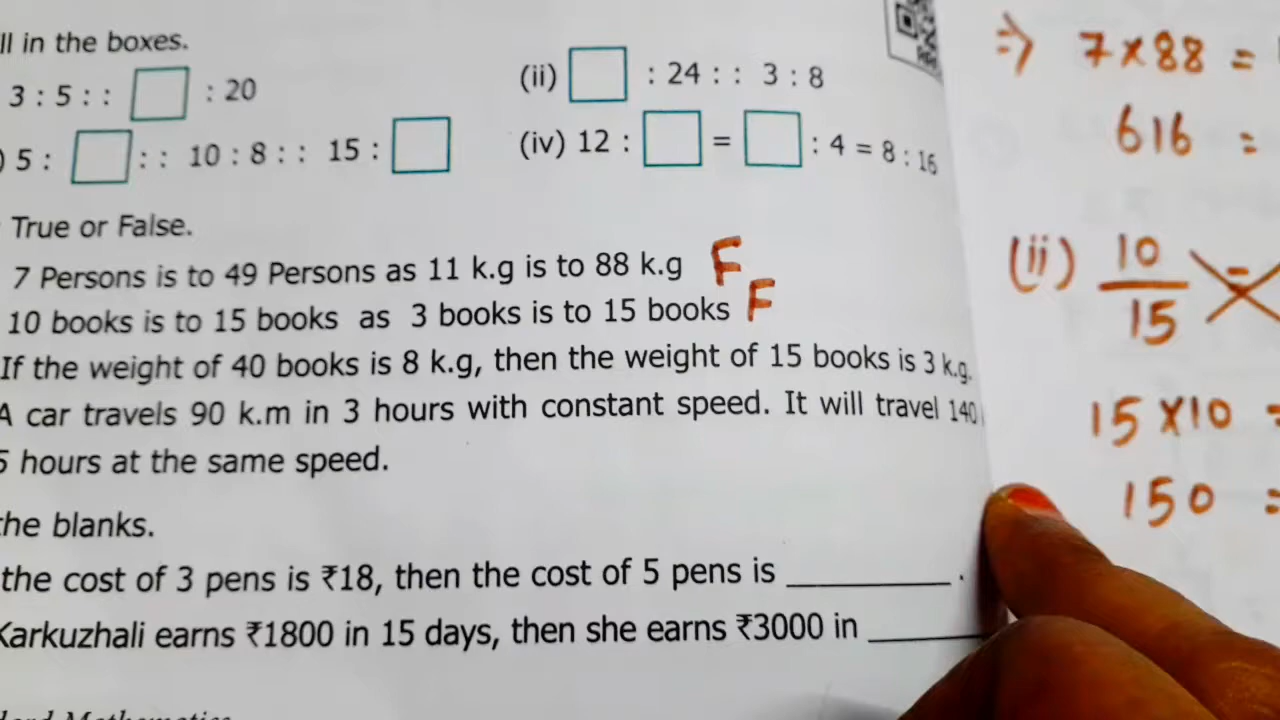 ll in the boxes.
3 : 5 : : : 20
(ii) : 24 : : 3 : 8
) 5 : : : 10 : 8 : : 15 :
(iv) 12 : = : 4 = 8 : 16
True or False.
7 Persons is to 49 Persons as 11 k.g is to 88 k.g F
10 books is to 15 books as 3 books is to 15 books F
If the weight of 40 books is 8 k.g, then the weight of 15 books is 3 k.g.
A car travels 90 k.m in 3 hours with constant speed. It will travel 140
5 hours at the same speed.
the blanks.
the cost of 3 pens is ₹18, then the cost of 5 pens is ________.
Karkuzhali earns ₹1800 in 15 days, then she earns ₹3000 in ______
⇒ 7 x 88 =
616 =
(ii) 10/15 =
15 x 10 =
150 =